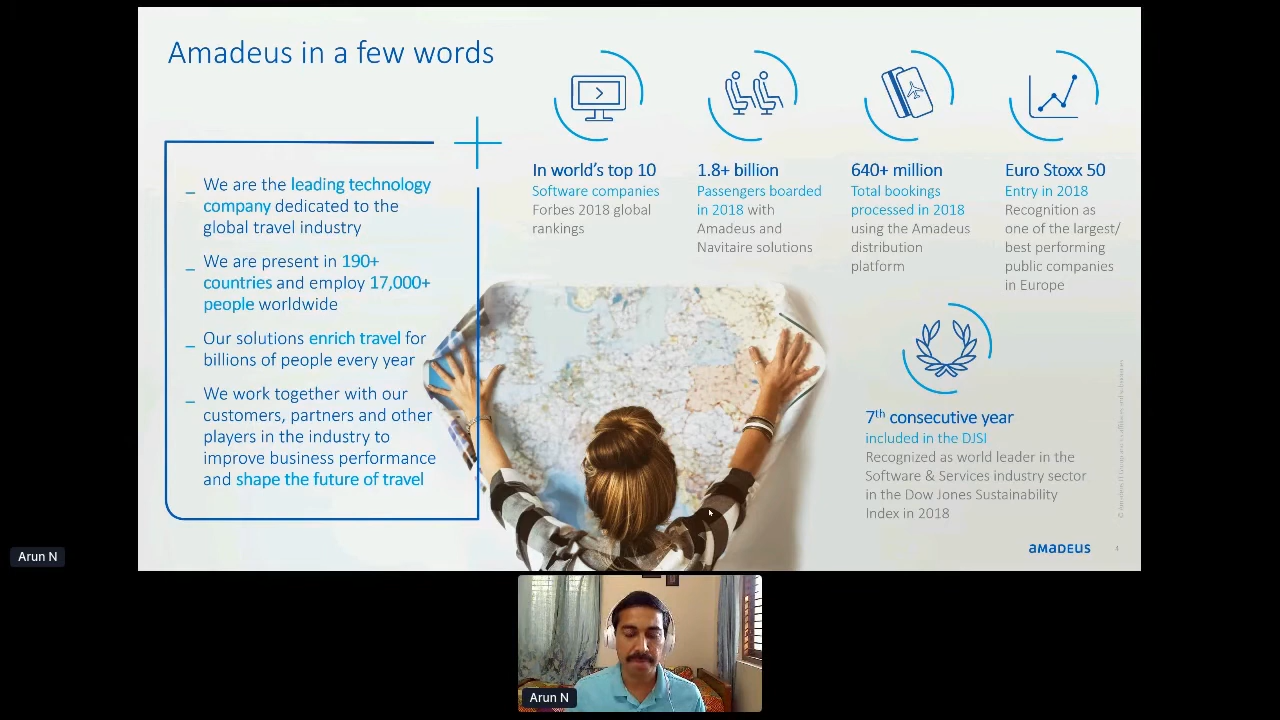 Amadeus in a few words
_ We are the leading technology
company dedicated to the
global travel industry
_ We are present in 190+
countries and employ 17,000+
people worldwide
_ Our solutions enrich travel for
billions of people every year
_ We work together with our
customers, partners and other
players in the industry to
improve business performance
and shape the future of travel
In world's top 10
Software companies
Forbes 2018 global
rankings
1.8+ billion
Passengers boarded
in 2018 with
Amadeus and
Navitaire solutions
640+ million
Total bookings
processed in 2018
using the Amadeus
distribution
platform
Euro Stoxx 50
Entry in 2018
Recognition as
one of the largest/
best performing
public companies
in Europe
7th consecutive year
included in the DJSI
Recognized as world leader in the
Software & Services industry sector
in the Dow Jones Sustainability
Index in 2018
amadeus
4
Arun N
Arun N